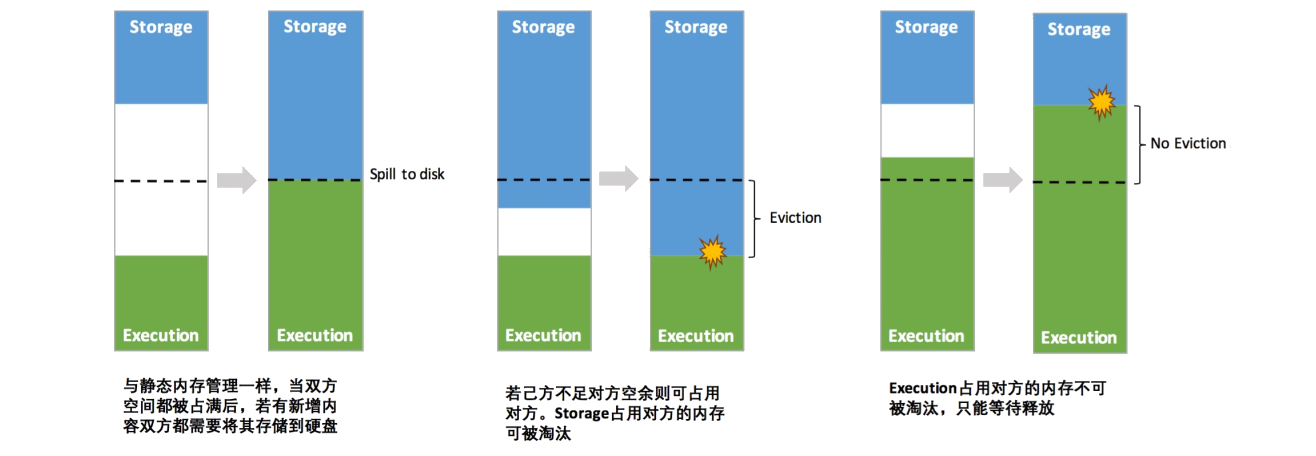 Storage
Storage
Spill to disk
Execution
Execution
与静态内存管理一样，当双方
空间都被占满后，若有新增内
容双方都需要将其存储到硬盘
Storage
Storage
Eviction
Execution
Execution
若己方不足对方空余则可占用
对方。Storage占用对方的内存
可被淘汰
Storage
Storage
No Eviction
Execution
Execution
Execution占用对方的内存不可
被淘汰，只能等待释放